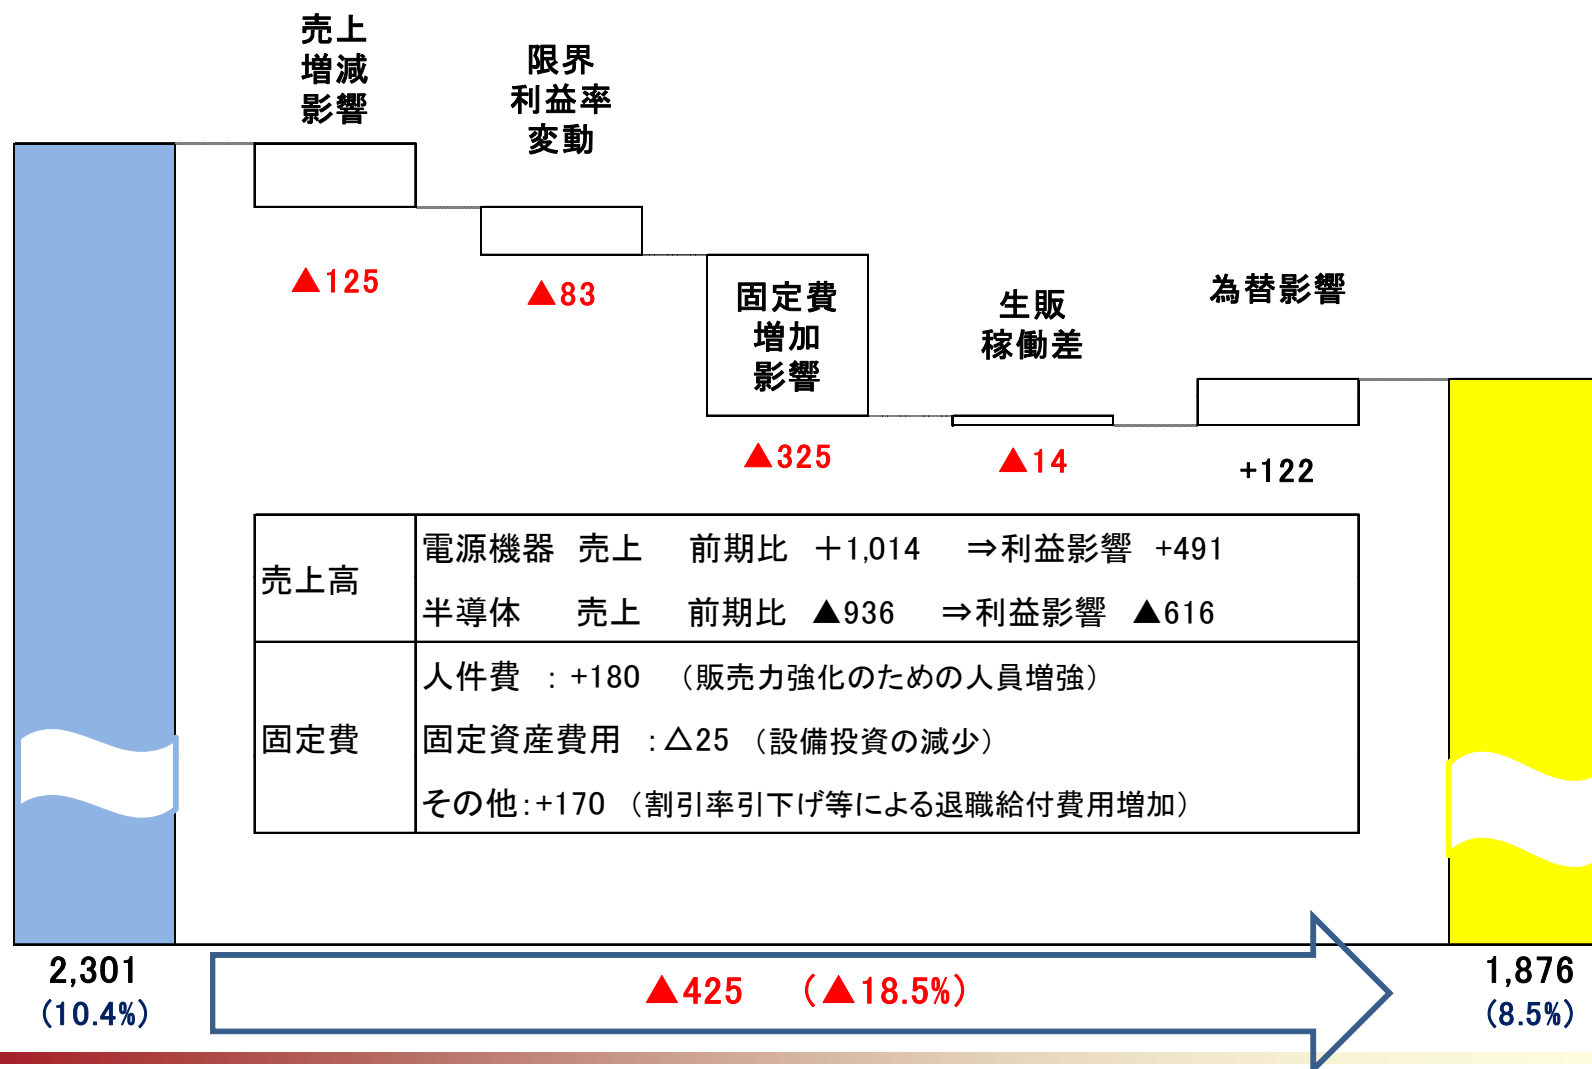 売上
増減
影響
限界
利益率
変動
▲125
▲83
固定費
増加
影響
▲325
生販
稼働差
▲14
為替影響
+122
売上高
電源機器 売上 前期比 +1,014 ⇒利益影響 +491
半導体 売上 前期比 ▲936 ⇒利益影響 ▲616
固定費
人件費 : +180 （販売力強化のための人員増強）
固定資産費用 :△25 （設備投資の減少）
その他:+170 （割引率引下げ等による退職給付費用増加）
2,301
(10.4%)
▲425 （▲18.5%）
1,876
(8.5%)